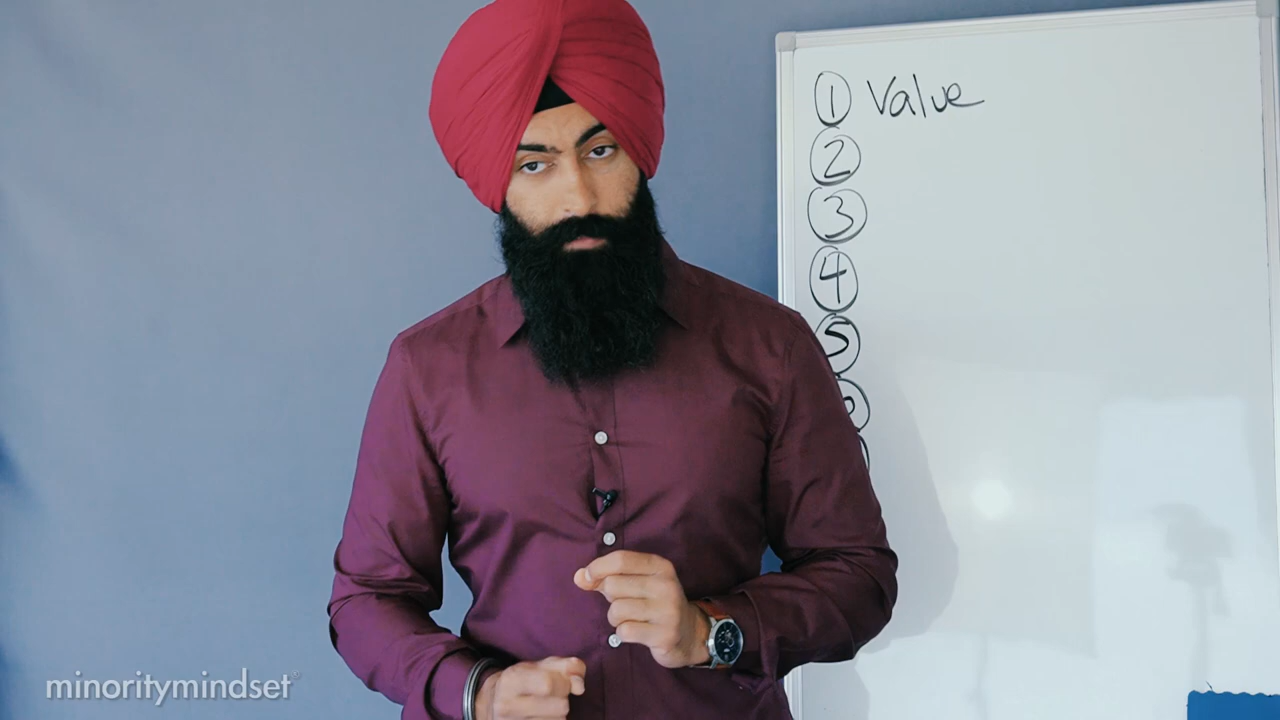 ① Value
②
③
④
⑤
minoritymindset®